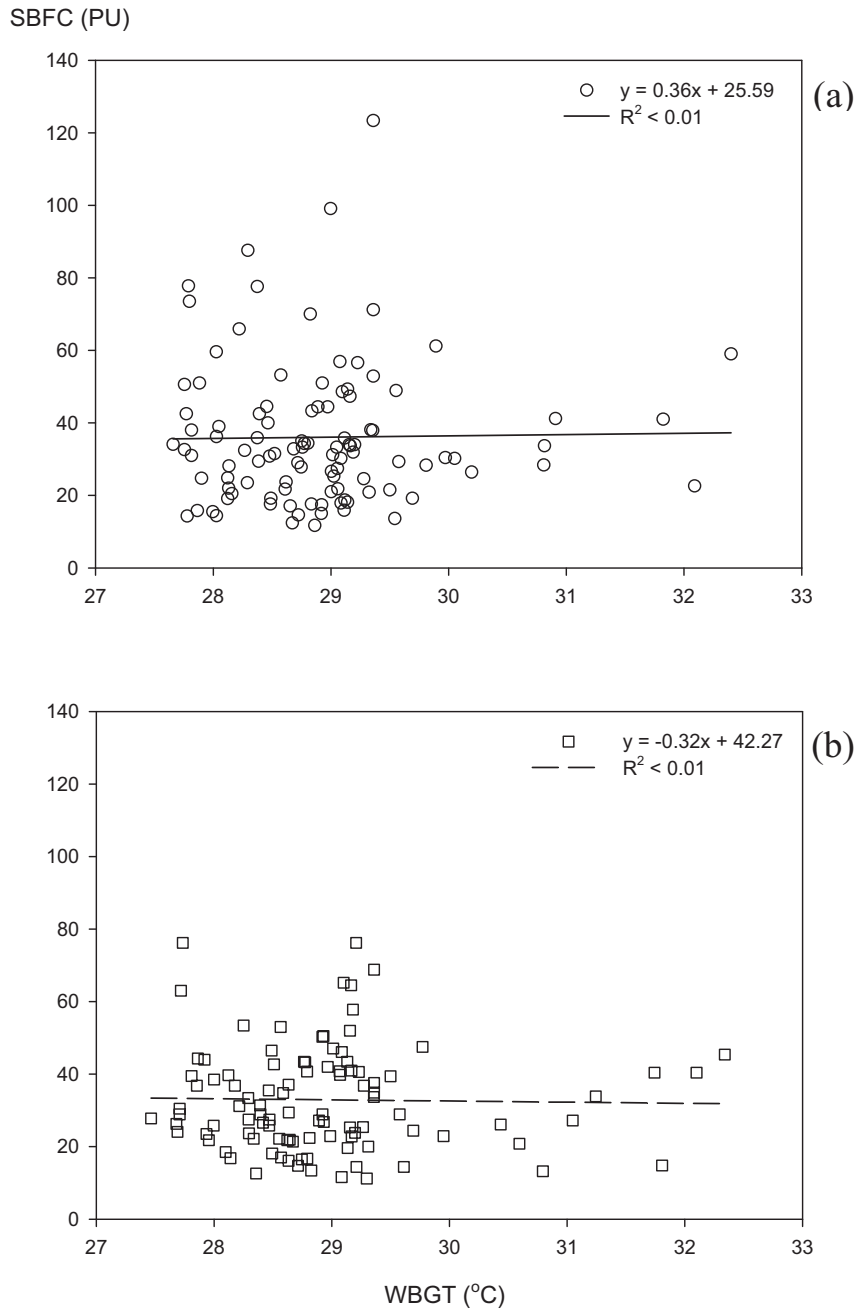 SBFC (PU)
140
y = 0.36x + 25.59
(a)
R² < 0.01
120
100
80
60
40
20
0
27 28 29 30 31 32 33
140
y = -0.32x + 42.27
(b)
R² < 0.01
120
100
80
60
40
20
0
27 28 29 30 31 32 33
WBGT (°C)